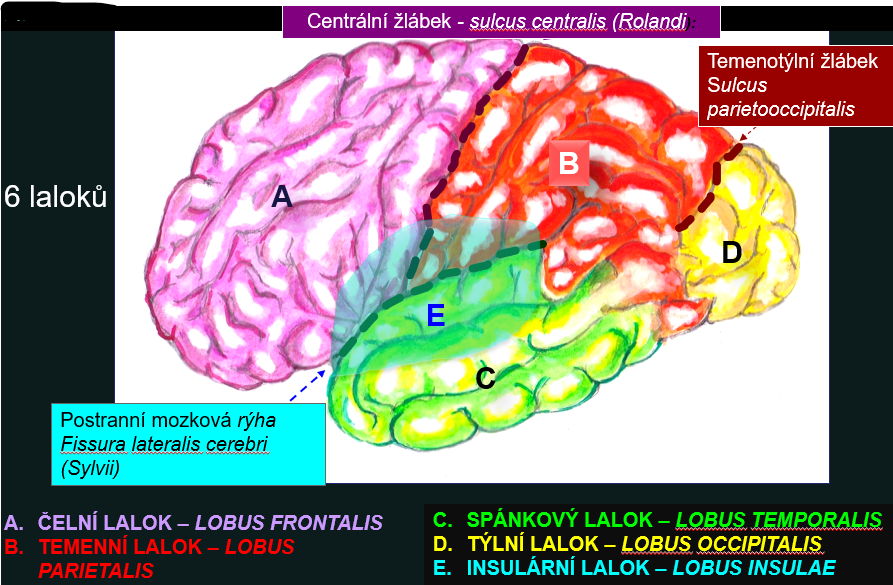 Centrální žlábek - sulcus centralis (Rolandi):
Temenotýlní žlábek
Sulcus
parietooccipitalis
6 laloků
A
B
D
E
C
Postranní mozková rýha
Fissura lateralis cerebri
(Sylvii)
A. ČELNÍ LALOK – LOBUS FRONTALIS
B. TEMENNÍ LALOK – LOBUS
PARIETALIS
C. SPÁNKOVÝ LALOK – LOBUS TEMPORALIS
D. TÝLNÍ LALOK – LOBUS OCCIPITALIS
E. INSULÁRNÍ LALOK – LOBUS INSULAE